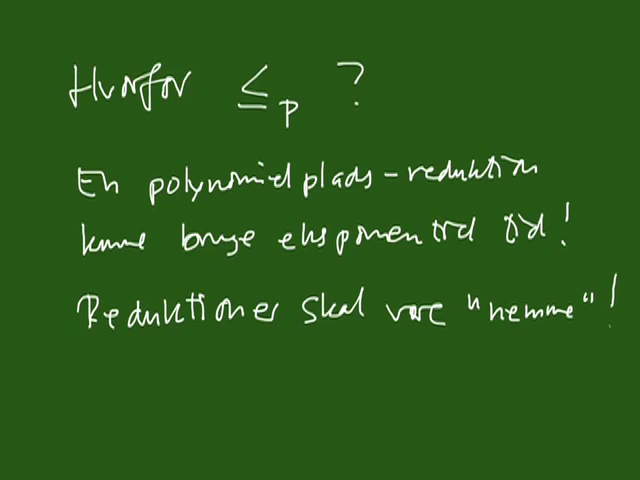 Hvorfor ≤p ?
En polynomiel plads-reduktion
kunne bruge eksponentiel tid!
Reduktioner skal være "nemme"!